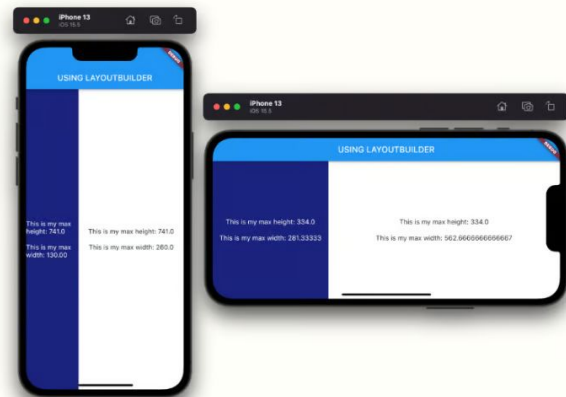 iPhone 13
iOS 15.5
DEBUG
USING LAYOUTBUILDER
This is my max
height: 741.0
This is my max
width: 130.00
This is my max height: 741.0
This is my max width: 260.0
iPhone 13
iOS 15.5
DEBUG
USING LAYOUTBUILDER
This is my max height: 334.0
This is my max width: 281.33333
This is my max height: 334.0
This is my max width: 562.6666666666667